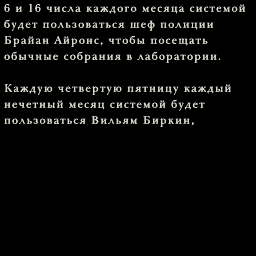 6 и 16 числа каждого месяца системой
будет пользоваться шеф полиции
Брайан Айронс, чтобы посещать
обычные собрания в лаборатории.
Каждую четвертую пятницу каждый
нечетный месяц системой будет
пользоваться Вильям Биркин,